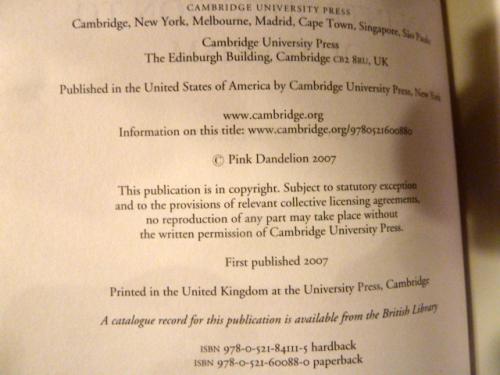 CAMBRIDGE UNIVERSITY PRESS
Cambridge, New York, Melbourne, Madrid, Cape Town, Singapore, São Paulo
Cambridge University Press
The Edinburgh Building, Cambridge CB2 8RU, UK
Published in the United States of America by Cambridge University Press, New York
www.cambridge.org
Information on this title: www.cambridge.org/9780521600880
© Pink Dandelion 2007
This publication is in copyright. Subject to statutory exception
and to the provisions of relevant collective licensing agreements,
no reproduction of any part may take place without
the written permission of Cambridge University Press.
First published 2007
Printed in the United Kingdom at the University Press, Cambridge
A catalogue record for this publication is available from the British Library
ISBN 978-0-521-84111-5 hardback
ISBN 978-0-521-60088-0 paperback